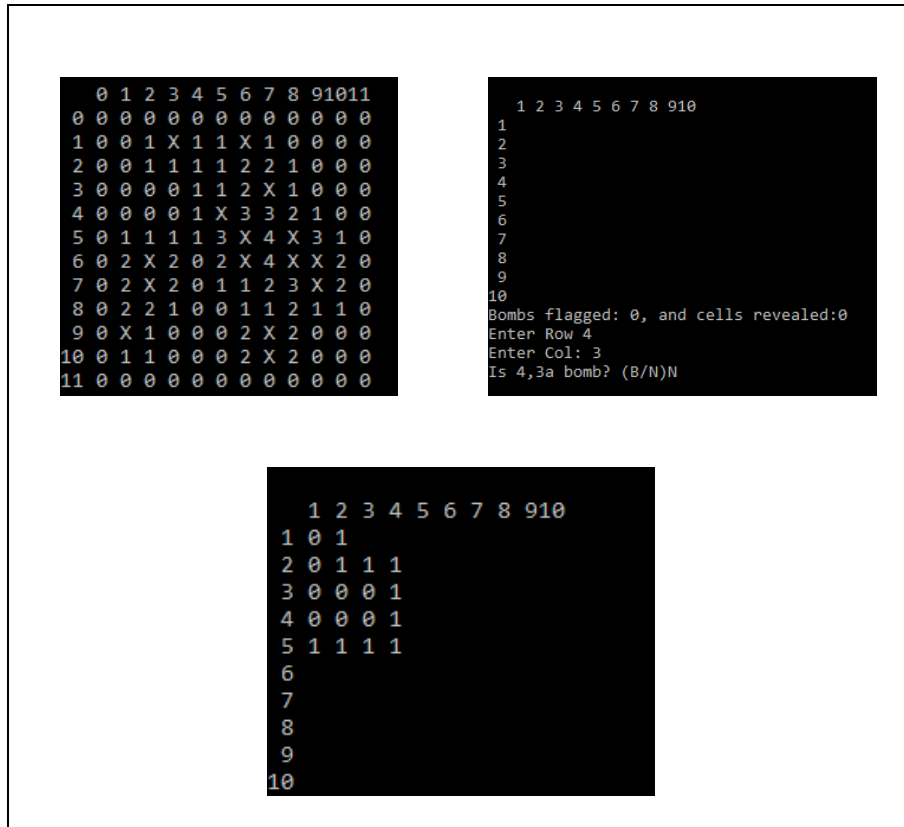 0 1 2 3 4 5 6 7 8 91011
0 0 0 0 0 0 0 0 0 0 0 0 0
1 0 0 1 X 1 1 X 1 0 0 0 0
2 0 0 1 1 1 1 2 2 1 0 0 0
3 0 0 0 0 1 1 2 X 1 0 0 0
4 0 0 0 0 1 X 3 3 2 1 0 0
5 0 1 1 1 1 3 X 4 X 3 1 0
6 0 2 X 2 0 2 X 4 X X 2 0
7 0 2 X 2 0 1 1 2 3 X 2 0
8 0 2 2 1 0 0 1 1 2 1 1 0
9 0 X 1 0 0 0 2 X 2 0 0 0
10 0 1 1 0 0 0 2 X 2 0 0 0
11 0 0 0 0 0 0 0 0 0 0 0 0
1 2 3 4 5 6 7 8 910
1
2
3
4
5
6
7
8
9
10
Bombs flagged: 0, and cells revealed:0
Enter Row 4
Enter Col: 3
Is 4,3a bomb? (B/N)N
1 2 3 4 5 6 7 8 910
1 0 1
2 0 1 1 1
3 0 0 0 1
4 0 0 0 1
5 1 1 1 1
6
7
8
9
10